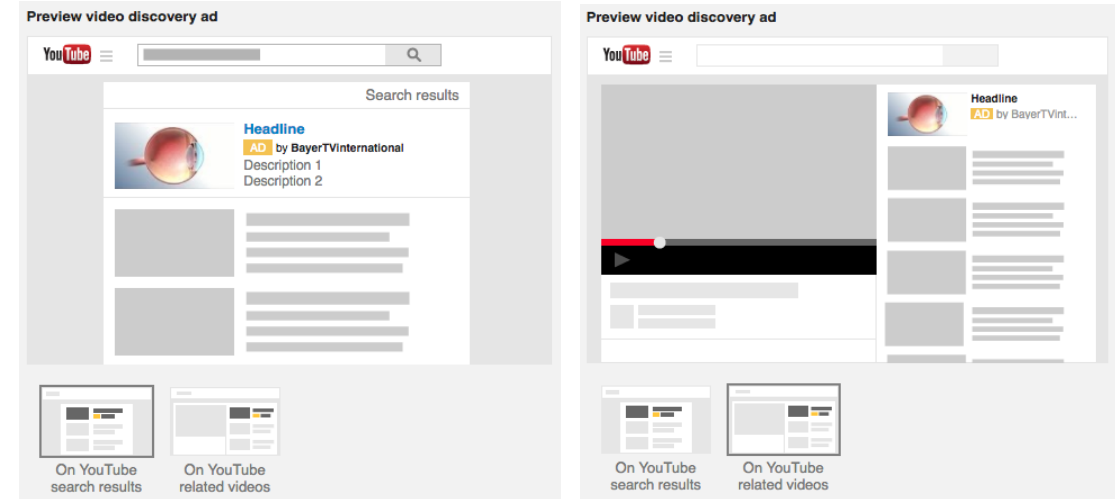 Preview video discovery ad
YouTube
Search results
Headline
AD by BayerTVinternational
Description 1
Description 2
On YouTube
search results
On YouTube
related videos
Preview video discovery ad
YouTube
Headline
AD by BayerTVint...
On YouTube
search results
On YouTube
related videos